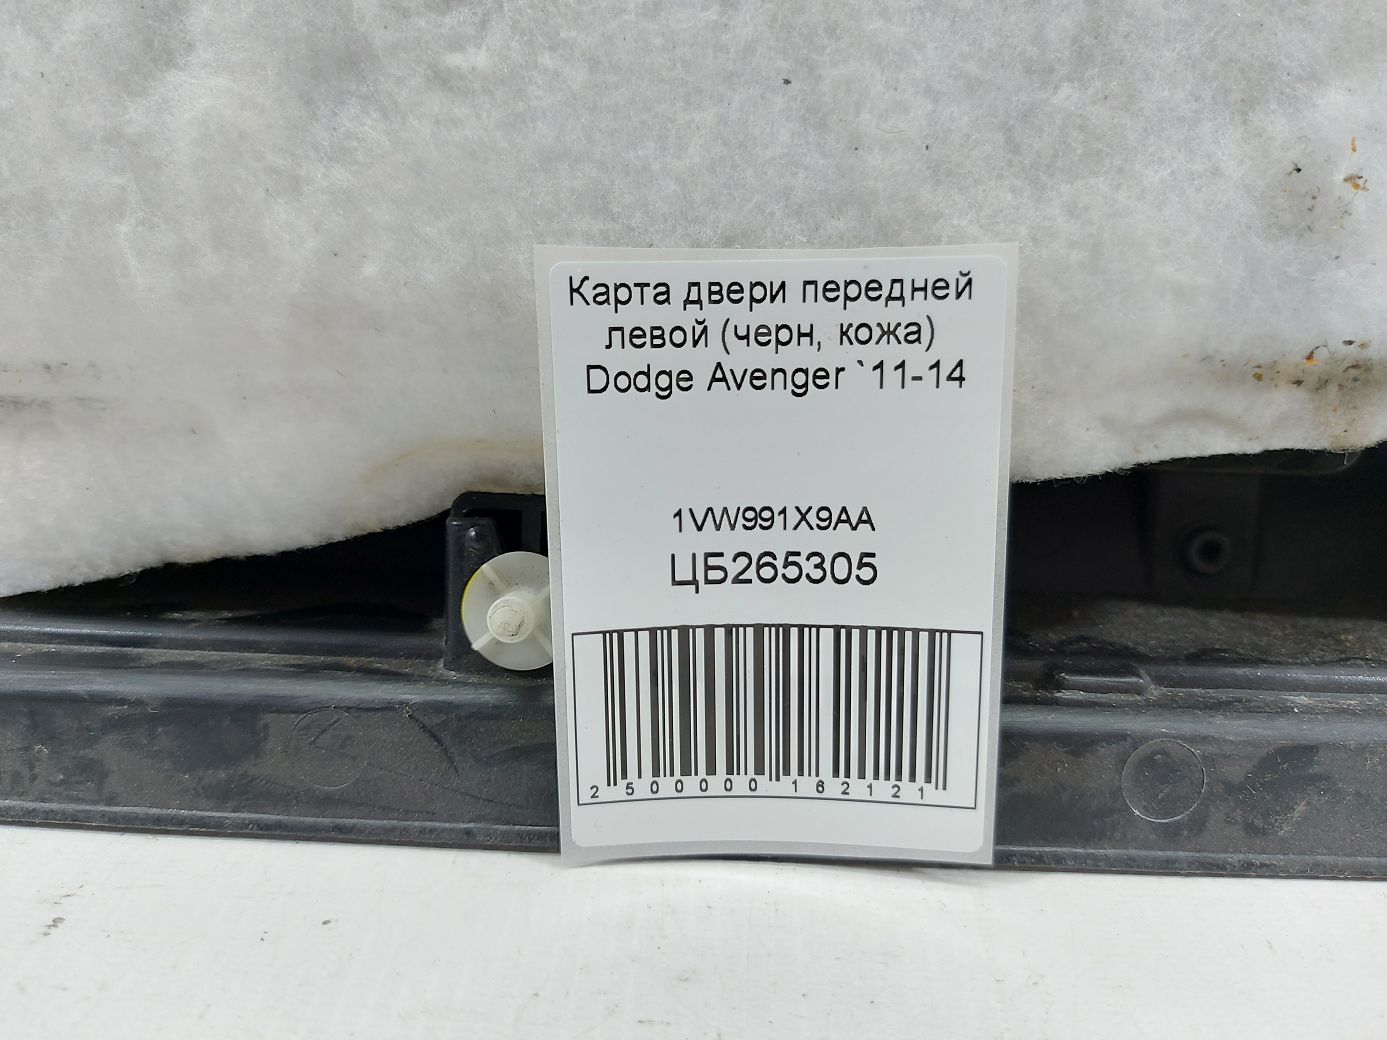 Карта двери передней
левой (черн, кожа)
Dodge Avenger `11-14
1VW991X9AA
ЦБ265305
2 500000 162121